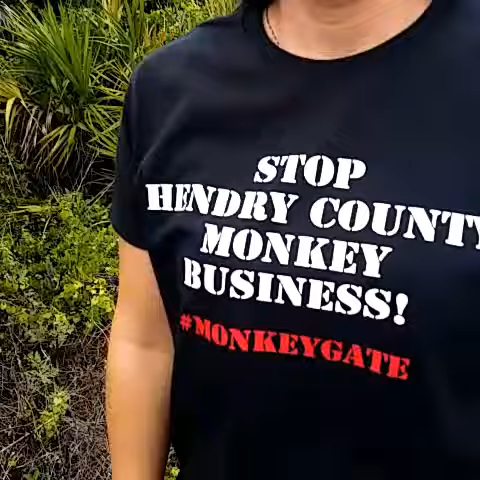 STOP
HENDRY COUNTY
MONKEY
BUSINESS!
#MONKEYGATE